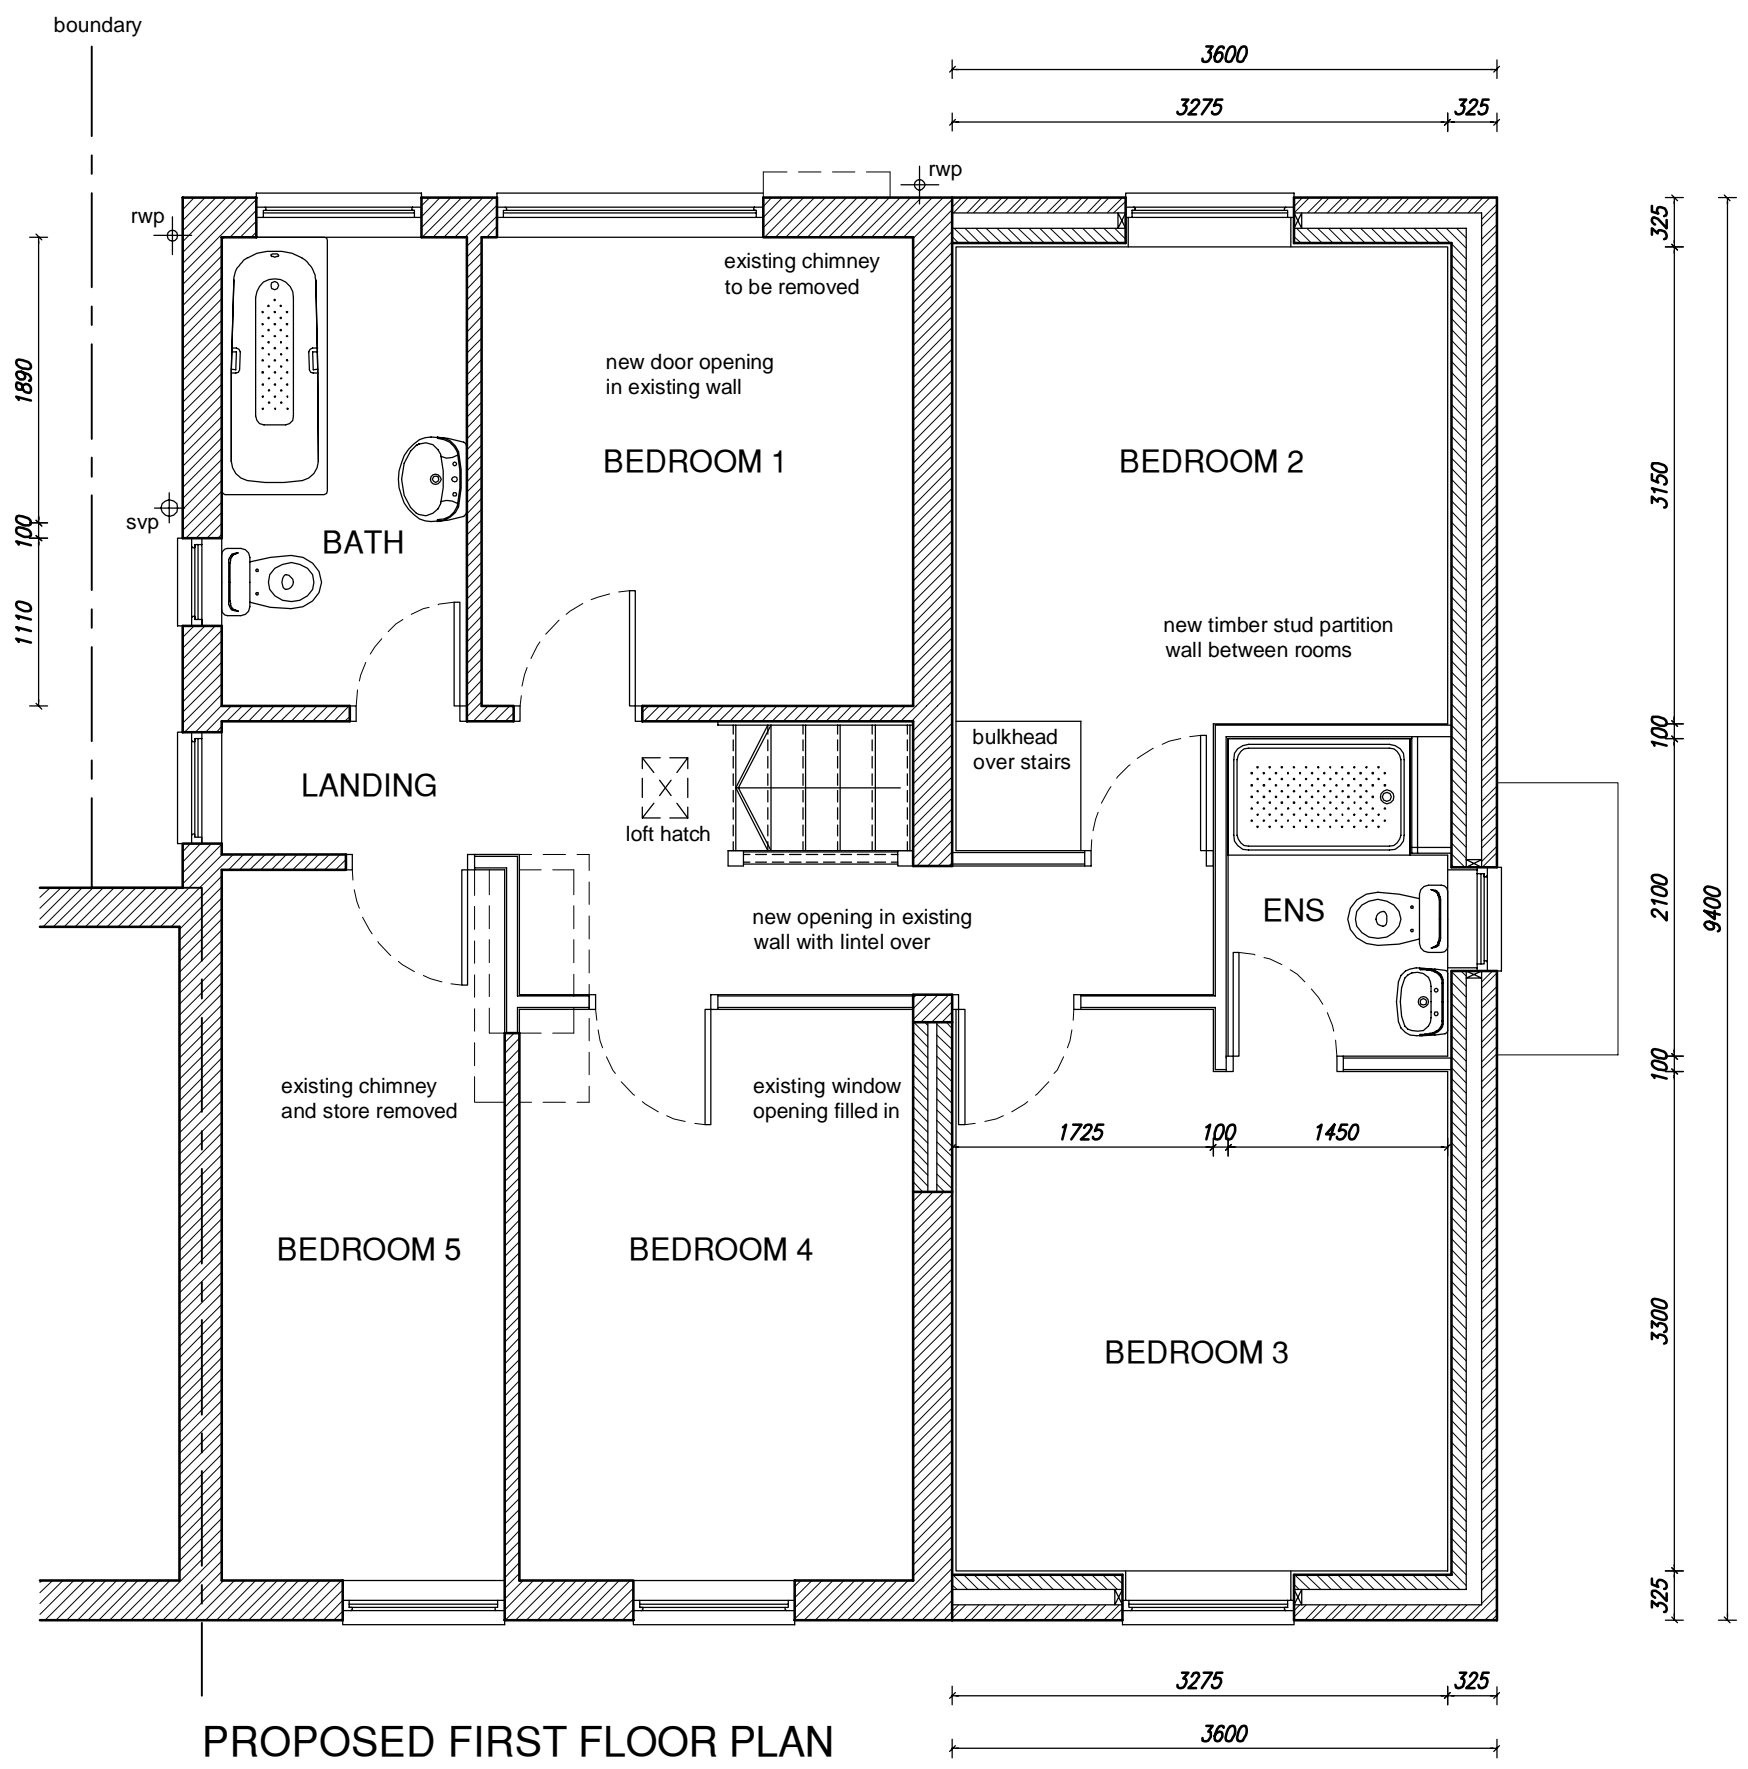 boundary
3600
3275
325
rwp
rwp
325
existing chimney
to be removed
new door opening
in existing wall
1890
BEDROOM 1
BEDROOM 2
3150
svp
100
BATH
1110
new timber stud partition
wall between rooms
bulkhead
over stairs
100
LANDING
loft hatch
new opening in existing
wall with lintel over
ENS
2100
9400
existing chimney
and store removed
existing window
opening filled in
100
1725
100
1450
BEDROOM 5
BEDROOM 4
BEDROOM 3
3300
325
3275
325
PROPOSED FIRST FLOOR PLAN
3600